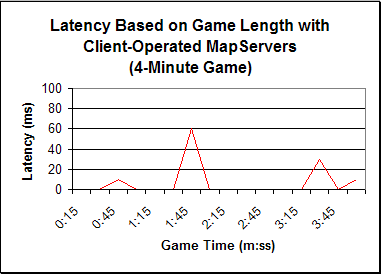 Latency Based on Game Length with
Client-Operated MapServers
(4-Minute Game)
100
80
60
40
20
0
Latency (ms)
0:15
0:45
1:15
1:45
2:15
2:45
3:15
3:45
Game Time (m:ss)